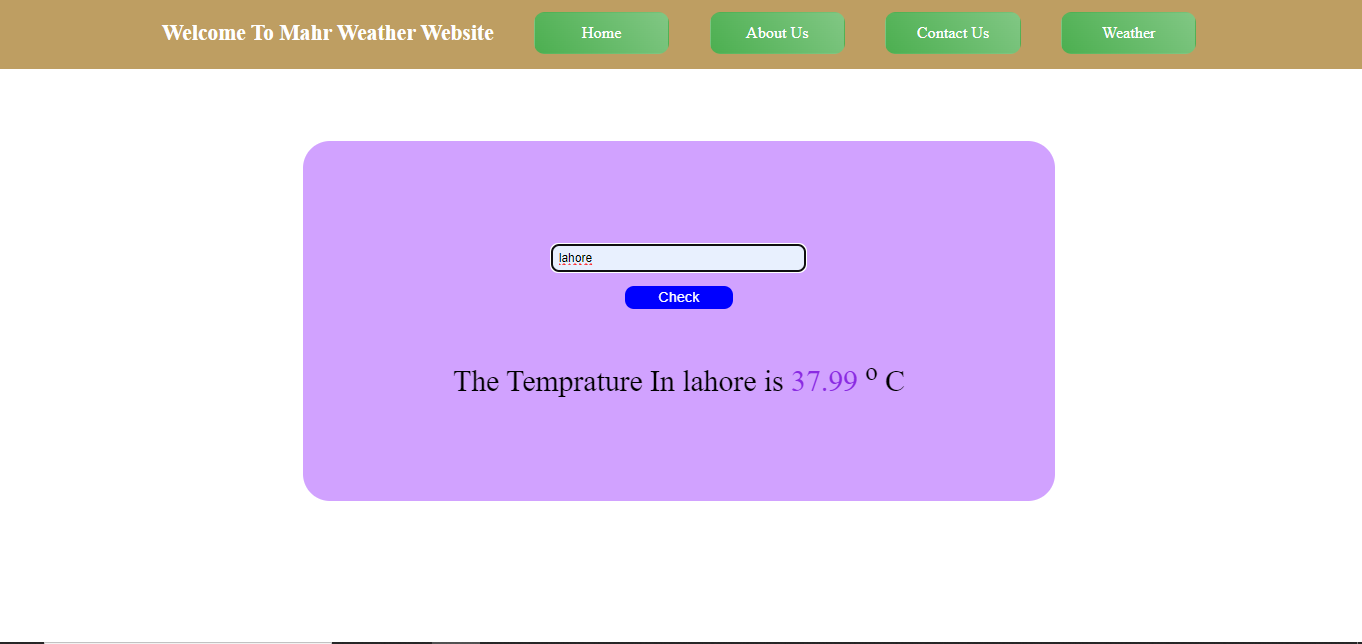 Welcome To Mahr Weather Website Home About Us Contact Us Weather
lahore
Check
The Temprature In lahore is 37.99 o C